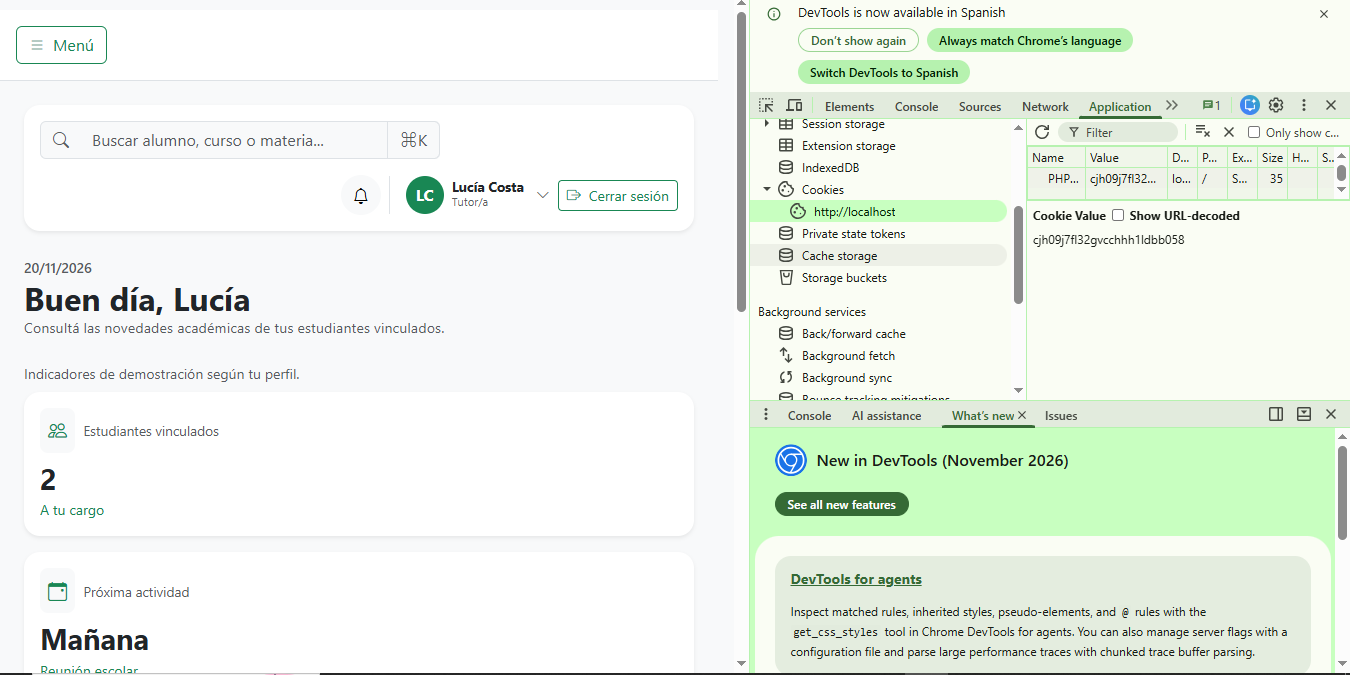 Menú
Buscar alumno, curso o materia...
⌘K
LC
Lucía Costa
Tutor/a
Cerrar sesión
20/11/2026
Buen día, Lucía
Consultá las novedades académicas de tus estudiantes vinculados.
Indicadores de demostración según tu perfil.
Estudiantes vinculados
2
A tu cargo
Próxima actividad
Mañana
Reunión escolar
DevTools is now available in Spanish
Don't show again
Always match Chrome's language
Switch DevTools to Spanish
Elements Console Sources Network Application 1
Session storage
Extension storage
IndexedDB
Cookies
http://localhost
Private state tokens
Cache storage
Storage buckets
Background services
Back/forward cache
Background fetch
Background sync
Bounce tracking mitigations
Filter
Only show c...
Name Value D... P... Ex... Size H... S...
PHP... cjh09j7fl32... lo... / S... 35
Cookie Value Show URL-decoded
cjh09j7fl32gvcchhh1ldbb058
Console AI assistance What's new Issues
New in DevTools (November 2026)
See all new features
DevTools for agents
Inspect matched rules, inherited styles, pseudo-elements, and @ rules with the
get_css_styles tool in Chrome DevTools for agents. You can also manage server flags with a
configuration file and parse large performance traces with chunked trace buffer parsing.